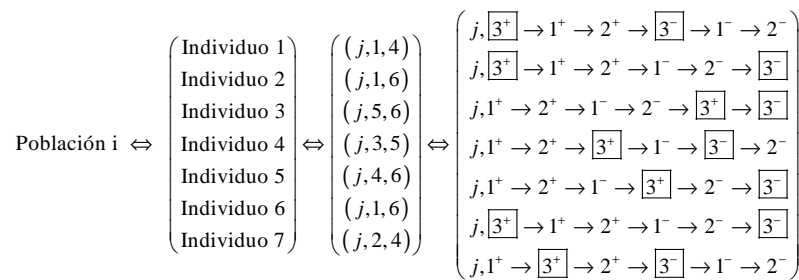 Individuo 1 (j,1,4) j, 3⁺ → 1⁺ → 2⁺ → 3⁻ → 1⁻ → 2⁻
Individuo 2 (j,1,6) j, 3⁺ → 1⁺ → 2⁺ → 1⁻ → 2⁻ → 3⁻
Individuo 3 (j,5,6) j,1⁺ → 2⁺ → 1⁻ → 2⁻ → 3⁺ → 3⁻
Población i ⇔ Individuo 4 ⇔ (j,3,5) ⇔ j,1⁺ → 2⁺ → 3⁺ → 1⁻ → 3⁻ → 2⁻
Individuo 5 (j,4,6) j,1⁺ → 2⁺ → 1⁻ → 3⁺ → 2⁻ → 3⁻
Individuo 6 (j,1,6) j, 3⁺ → 1⁺ → 2⁺ → 1⁻ → 2⁻ → 3⁻
Individuo 7 (j,2,4) j,1⁺ → 3⁺ → 2⁺ → 3⁻ → 1⁻ → 2⁻